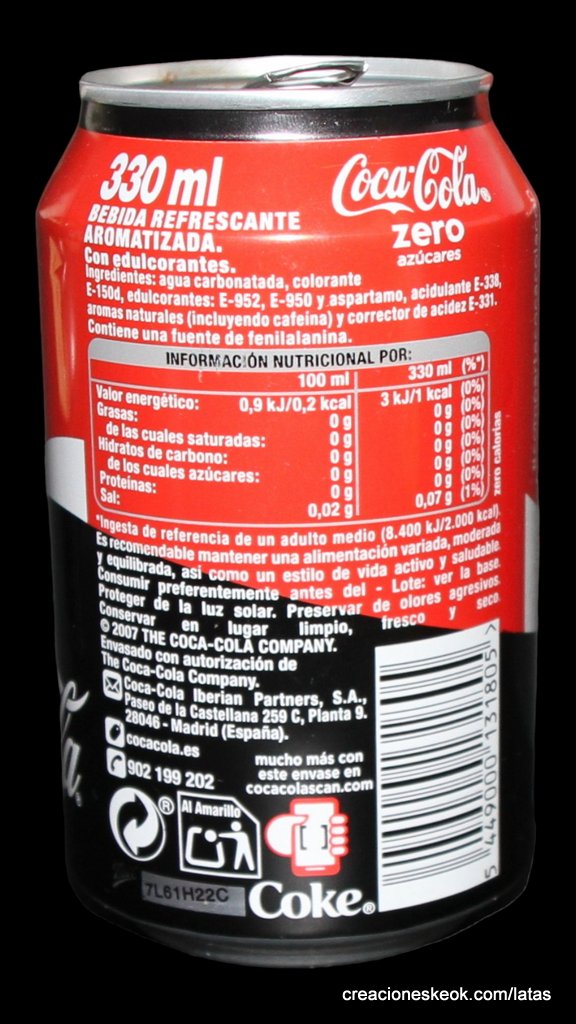 330 ml
BEBIDA REFRESCANTE
AROMATIZADA.
Con edulcorantes.
Coca-Cola®
zero
azúcares
Ingredientes: agua carbonatada, colorante
E-150d, edulcorantes: E-952, E-950 y aspartamo, acidulante E-338,
aromas naturales (incluyendo cafeína) y corrector de acidez E-331.
Contiene una fuente de fenilalanina.
INFORMACIÓN NUTRICIONAL POR:
100 ml 330 ml (%*)
Valor energético: 0,9 kJ/0,2 kcal 3 kJ/1 kcal (0%)
Grasas: 0 g 0 g (0%)
de las cuales saturadas: 0 g 0 g (0%)
Hidratos de carbono: 0 g 0 g (0%)
de los cuales azúcares: 0 g 0 g (0%)
Proteínas: 0 g 0 g (0%)
Sal: 0,02 g 0,07 g (1%)
zero calorías
*Ingesta de referencia de un adulto medio (8.400 kJ/2.000 kcal).
Es recomendable mantener una alimentación variada, moderada
y equilibrada, así como un estilo de vida activo y saludable.
Consumir preferentemente antes del - Lote: ver la base.
Proteger de la luz solar. Preservar de olores agresivos.
Conservar en lugar limpio, fresco y seco.
© 2007 THE COCA-COLA COMPANY.
Envasado con autorización de
The Coca-Cola Company.
Coca-Cola Iberian Partners, S.A.,
Paseo de la Castellana 259 C, Planta 9.
28046 - Madrid (España).
cocacola.es
902 199 202
mucho más con
este envase en
cocacolascan.com
®
Al Amarillo
[ ]
7L61H22C
Coke®
5 449000 131805 >
creacioneskeok.com/latas